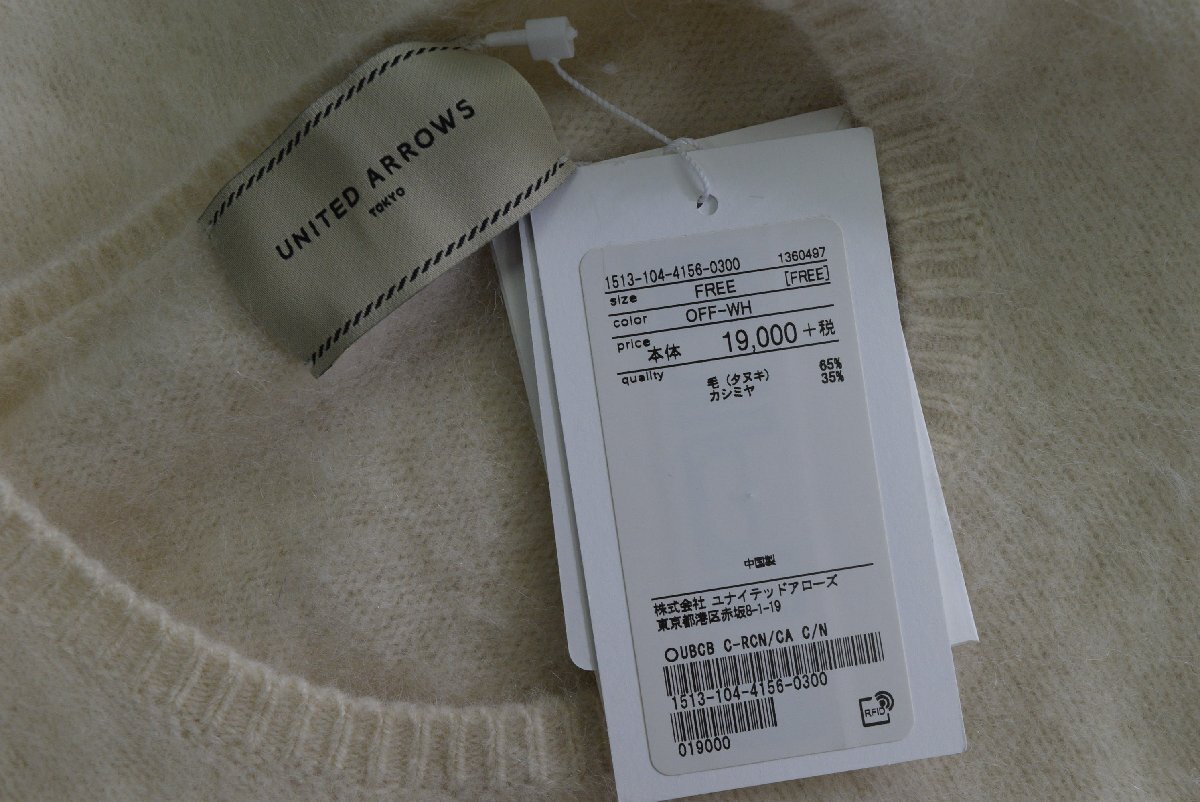 UNITED ARROWS
TOKYO
1513-104-4156-0300 1360497
size FREE [FREE]
color OFF-WH
price 本体 19,000+税
quality
毛(タヌキ) 65%
カシミヤ 35%
中国製
株式会社 ユナイテッドアローズ
東京都港区赤坂8-1-19
○UBCB C-RCN/CA C/N
1513-104-4156-0300
019000
RFID